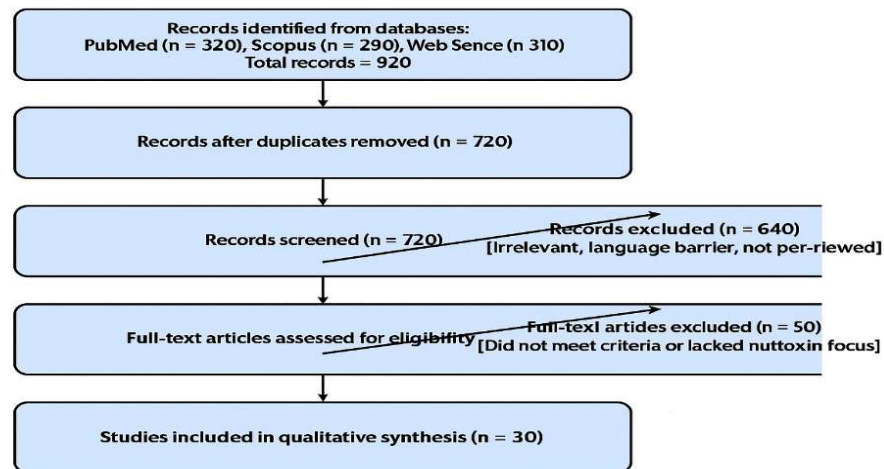 Records identified from databases:
PubMed (n = 320), Scopus (n = 290), Web Sence (n 310)
Total records = 920
Records after duplicates removed (n = 720)
Records screened (n = 720)
Records excluded (n = 640)
[Irrelevant, language barrier, not per-riewed]
Full-text articles assessed for eligibility
Full-texl artides excluded (n = 50)
[Did not meet criteria or lacked nuttoxin focus]
Studies included in qualitative synthesis (n = 30)